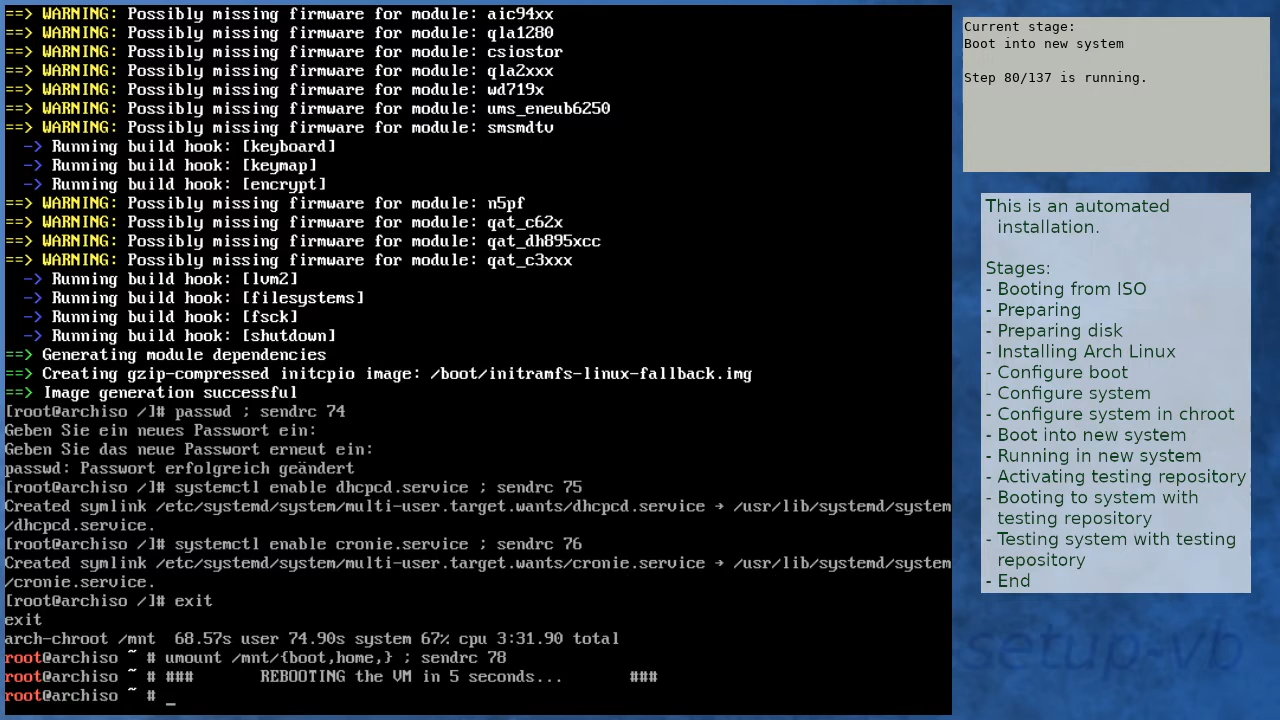 ==> WARNING: Possibly missing firmware for module: aic94xx
==> WARNING: Possibly missing firmware for module: qla1280
==> WARNING: Possibly missing firmware for module: csiostor
==> WARNING: Possibly missing firmware for module: qla2xxx
==> WARNING: Possibly missing firmware for module: wd719x
==> WARNING: Possibly missing firmware for module: ums_eneub6250
==> WARNING: Possibly missing firmware for module: smsmdtv
  -> Running build hook: [keyboard]
  -> Running build hook: [keymap]
  -> Running build hook: [encrypt]
==> WARNING: Possibly missing firmware for module: n5pf
==> WARNING: Possibly missing firmware for module: qat_c62x
==> WARNING: Possibly missing firmware for module: qat_dh895xcc
==> WARNING: Possibly missing firmware for module: qat_c3xxx
  -> Running build hook: [lvm2]
  -> Running build hook: [filesystems]
  -> Running build hook: [fsck]
  -> Running build hook: [shutdown]
==> Generating module dependencies
==> Creating gzip-compressed initcpio image: /boot/initramfs-linux-fallback.img
==> Image generation successful
[root@archiso /]# passwd ; sendrc 74
Geben Sie ein neues Passwort ein:
Geben Sie das neue Passwort erneut ein:
passwd: Passwort erfolgreich geändert
[root@archiso /]# systemctl enable dhcpcd.service ; sendrc 75
Created symlink /etc/systemd/system/multi-user.target.wants/dhcpcd.service → /usr/lib/systemd/system
/dhcpcd.service.
[root@archiso /]# systemctl enable cronie.service ; sendrc 76
Created symlink /etc/systemd/system/multi-user.target.wants/cronie.service → /usr/lib/systemd/system
/cronie.service.
[root@archiso /]# exit
exit
arch-chroot /mnt  68.57s user 74.90s system 67% cpu 3:31.90 total
root@archiso ~ # umount /mnt/{boot,home,} ; sendrc 78
root@archiso ~ # ###       REBOOTING the VM in 5 seconds...       ###
root@archiso ~ # _
Current stage:
Boot into new system
Step 80/137 is running.
This is an automated
installation.
Stages:
- Booting from ISO
- Preparing
- Preparing disk
- Installing Arch Linux
- Configure boot
- Configure system
- Configure system in chroot
- Boot into new system
- Running in new system
- Activating testing repository
- Booting to system with
testing repository
- Testing system with testing
repository
- End
setup-vb